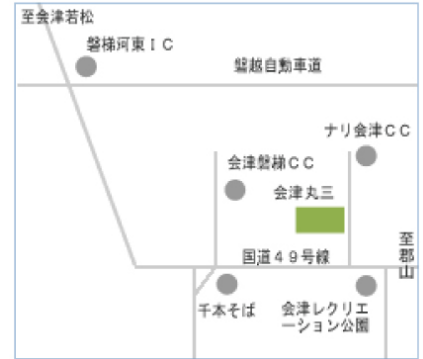 至会津若松
磐梯河東IC
磐越自動車道
ナリ会津CC
会津磐梯CC
会津丸三
国道49号線
至郡山
千本そば
会津レクリエ
ーション公園